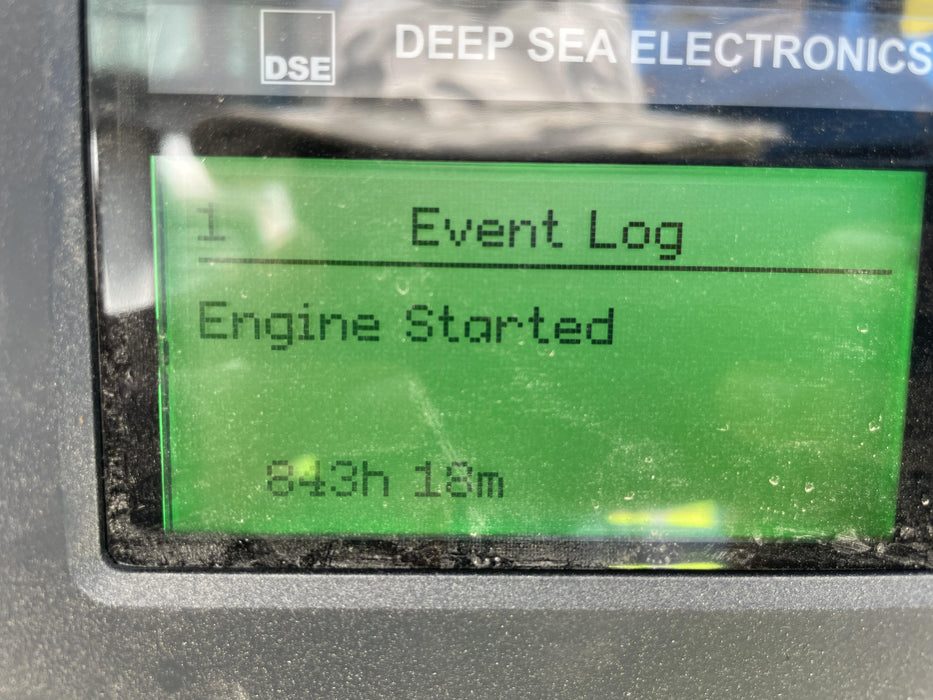 DSE
DEEP SEA ELECTRONICS
1 Event Log
Engine Started
843h 18m